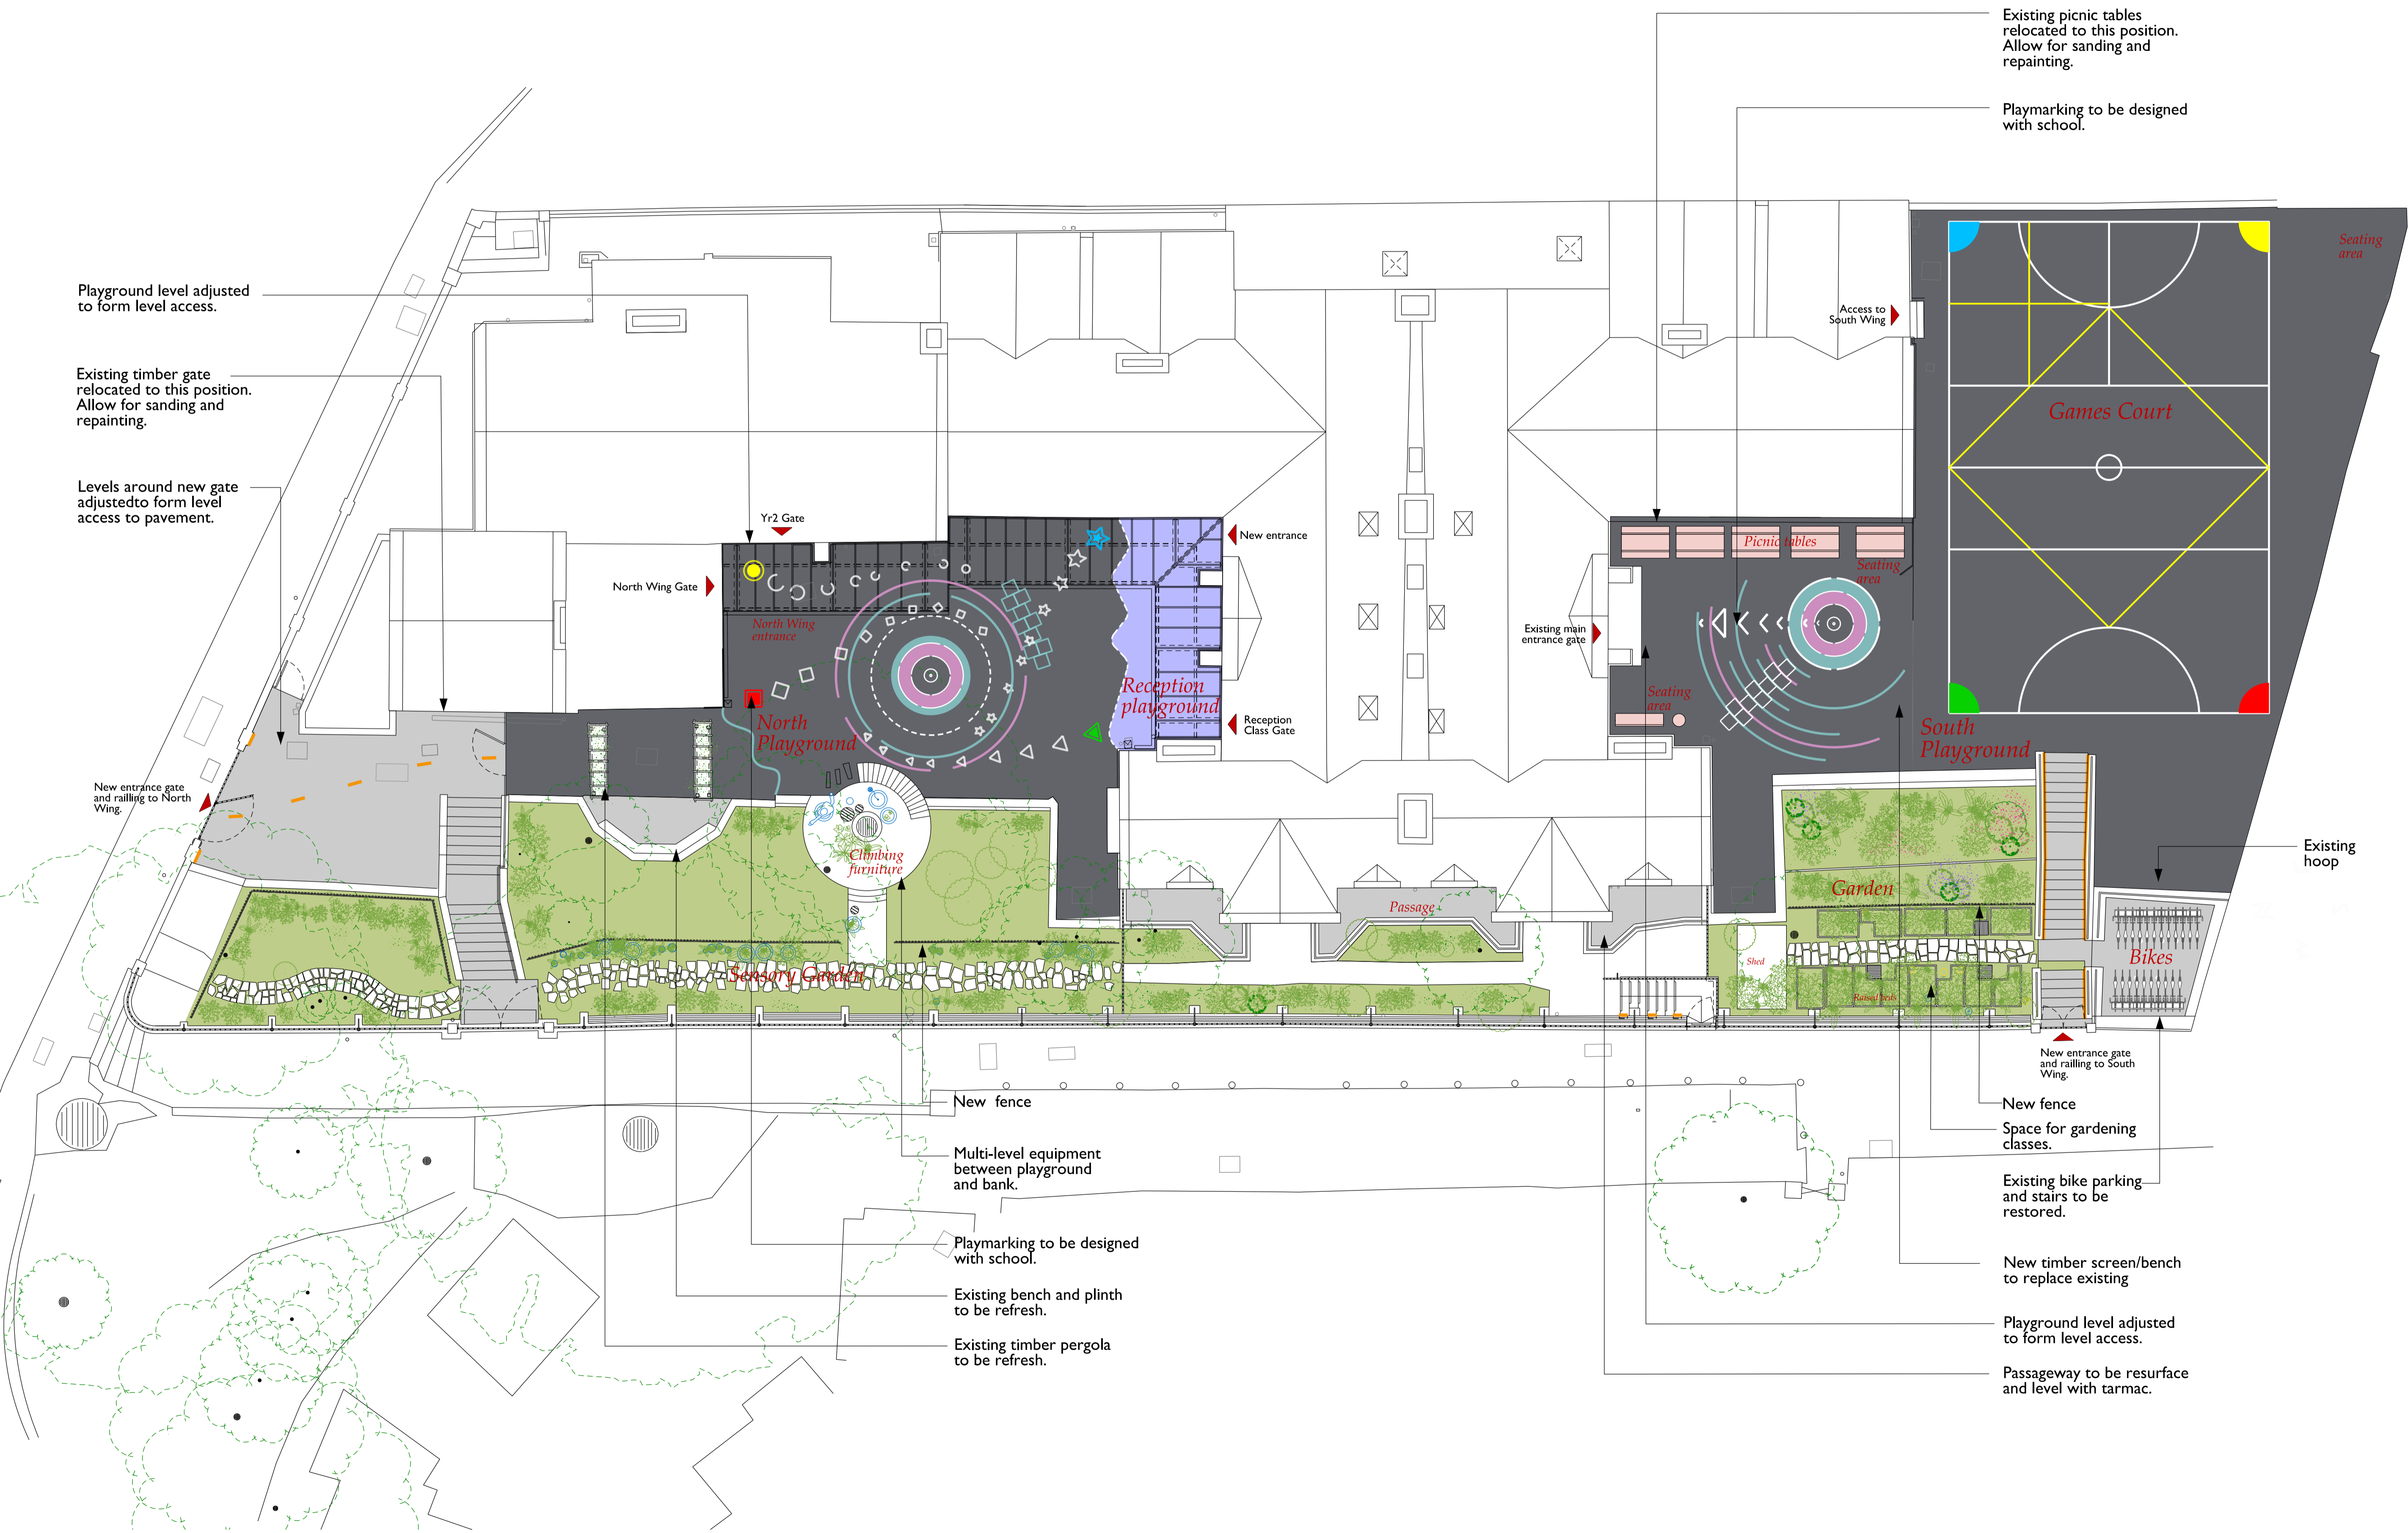 Existing picnic tables
relocated to this position.
Allow for sanding and
repainting.
Playmarking to be designed
with school.
Seating
area
Playground level adjusted
to form level access.
Access to
South Wing
Existing timber gate
relocated to this position.
Allow for sanding and
repainting.
Games Court
Levels around new gate
adjustedto form level
access to pavement.
Yr2 Gate
New entrance
Picnic tables
North Wing Gate
Seating
area
North Wing
entrance
Existing main
entrance gate
Reception
playground
Seating
area
North
Playground
Reception
Class Gate
South
Playground
New entrance gate
and railling to North
Wing.
Climbing
furniture
Existing
hoop
Garden
Passage
Sensory Garden
Shed
Bikes
Raised beds
New entrance gate
and railling to South
Wing.
New fence
New fence
Space for gardening
classes.
Multi-level equipment
between playground
and bank.
Existing bike parking
and stairs to be
restored.
Playmarking to be designed
with school.
New timber screen/bench
to replace existing
Existing bench and plinth
to be refresh.
Playground level adjusted
to form level access.
Existing timber pergola
to be refresh.
Passageway to be resurface
and level with tarmac.